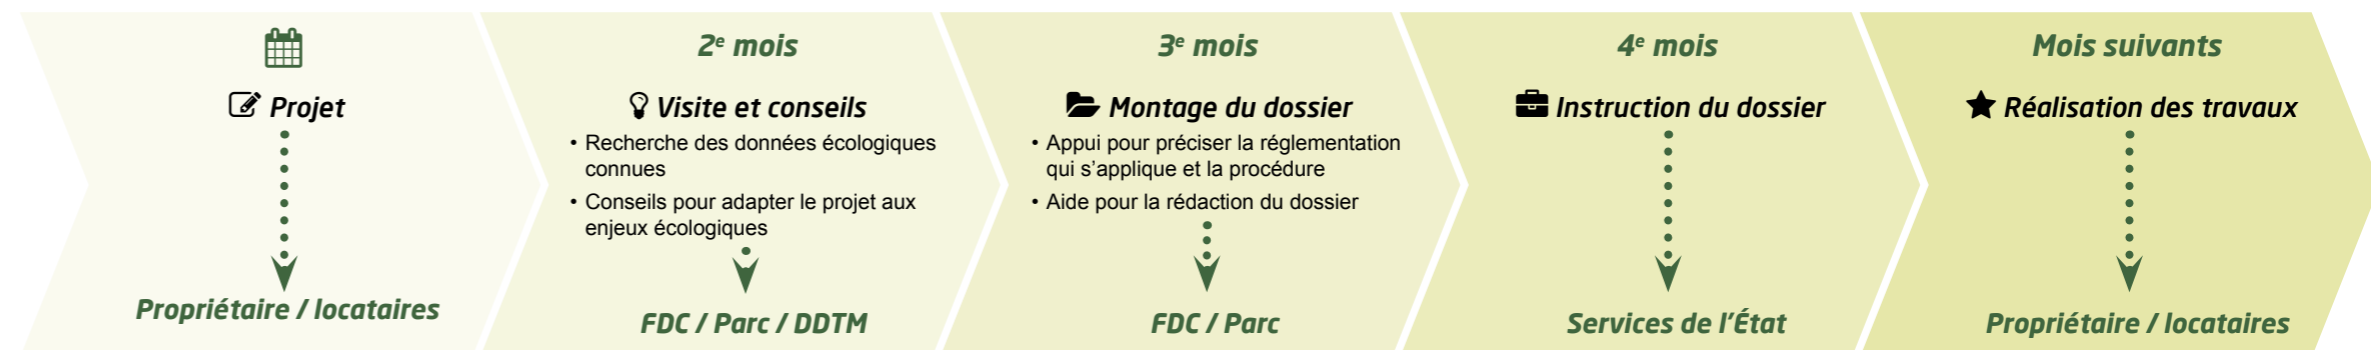 Projet
Propriétaire / locataires
2e mois
Visite et conseils
• Recherche des données écologiques
connues
• Conseils pour adapter le projet aux
enjeux écologiques
FDC / Parc / DDTM
3e mois
Montage du dossier
• Appui pour préciser la réglementation
qui s’applique et la procédure
• Aide pour la rédaction du dossier
FDC / Parc
4e mois
Instruction du dossier
Services de l’État
Mois suivants
Réalisation des travaux
Propriétaire / locataires